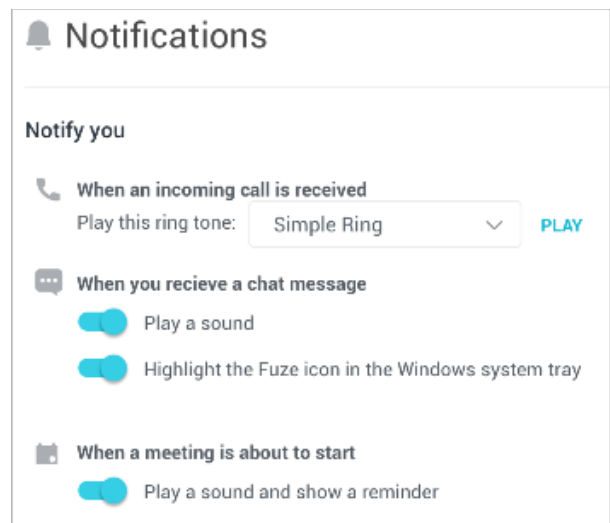 Notifications
Notify you
When an incoming call is received
Play this ring tone: Simple Ring PLAY
When you recieve a chat message
Play a sound
Highlight the Fuze icon in the Windows system tray
When a meeting is about to start
Play a sound and show a reminder